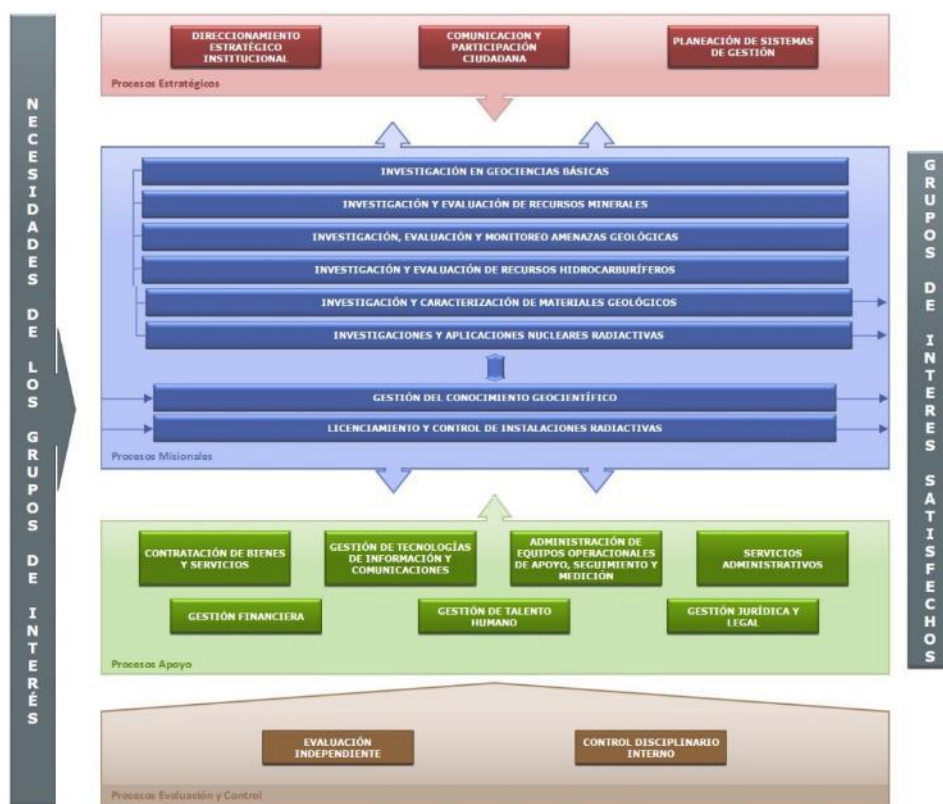 NECESIDADES DE LOS GRUPOS DE INTERÉS
DIRECCIONAMIENTO
ESTRATÉGICO
INSTITUCIONAL
COMUNICACION Y
PARTICIPACIÓN
CIUDADANA
PLANEACIÓN DE SISTEMAS
DE GESTIÓN
Procesos Estratégicos
INVESTIGACIÓN EN GEOCIENCIAS BÁSICAS
INVESTIGACIÓN Y EVALUACIÓN DE RECURSOS MINERALES
INVESTIGACIÓN, EVALUACIÓN Y MONITOREO AMENAZAS GEOLÓGICAS
INVESTIGACIÓN Y EVALUACIÓN DE RECURSOS HIDROCARBURÍFEROS
INVESTIGACIÓN Y CARACTERIZACIÓN DE MATERIALES GEOLÓGICOS
INVESTIGACIONES Y APLICACIONES NUCLEARES RADIACTIVAS
GESTIÓN DEL CONOCIMIENTO GEOCIENTÍFICO
LICENCIAMIENTO Y CONTROL DE INSTALACIONES RADIACTIVAS
Procesos Misionales
CONTRATACIÓN DE BIENES
Y SERVICIOS
GESTIÓN DE TECNOLOGÍAS
DE INFORMACIÓN Y
COMUNICACIONES
ADMINISTRACIÓN DE
EQUIPOS OPERACIONALES
DE APOYO, SEGUIMIENTO Y
MEDICIÓN
SERVICIOS
ADMINISTRATIVOS
GESTIÓN FINANCIERA
GESTIÓN DE TALENTO
HUMANO
GESTIÓN JURÍDICA Y
LEGAL
Procesos Apoyo
EVALUACIÓN
INDEPENDIENTE
CONTROL DISCIPLINARIO
INTERNO
Procesos Evaluación y Control
GRUPOS DE INTERES SATISFECHOS